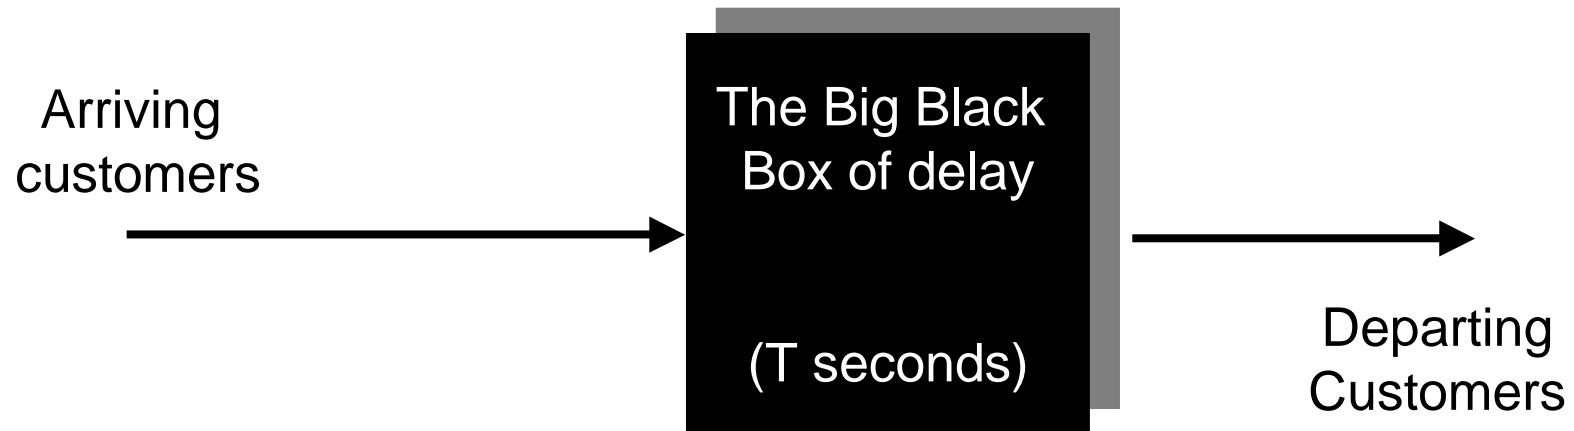 Arriving
customers
The Big Black
Box of delay
(T seconds)
Departing
Customers